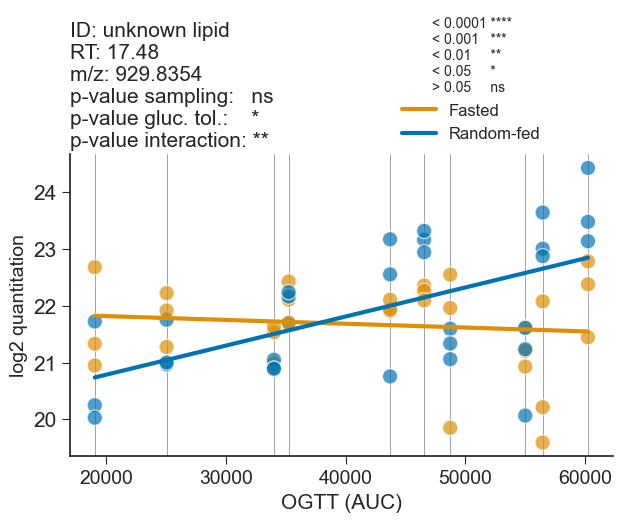 ID: unknown lipid
RT: 17.48
m/z: 929.8354
p-value sampling: ns
p-value gluc. tol.: *
p-value interaction: **
< 0.0001 ****
< 0.001 ***
< 0.01 **
< 0.05 *
> 0.05 ns
Fasted
Random-fed
24
23
22
21
20
log2 quantitation
20000 30000 40000 50000 60000
OGTT (AUC)